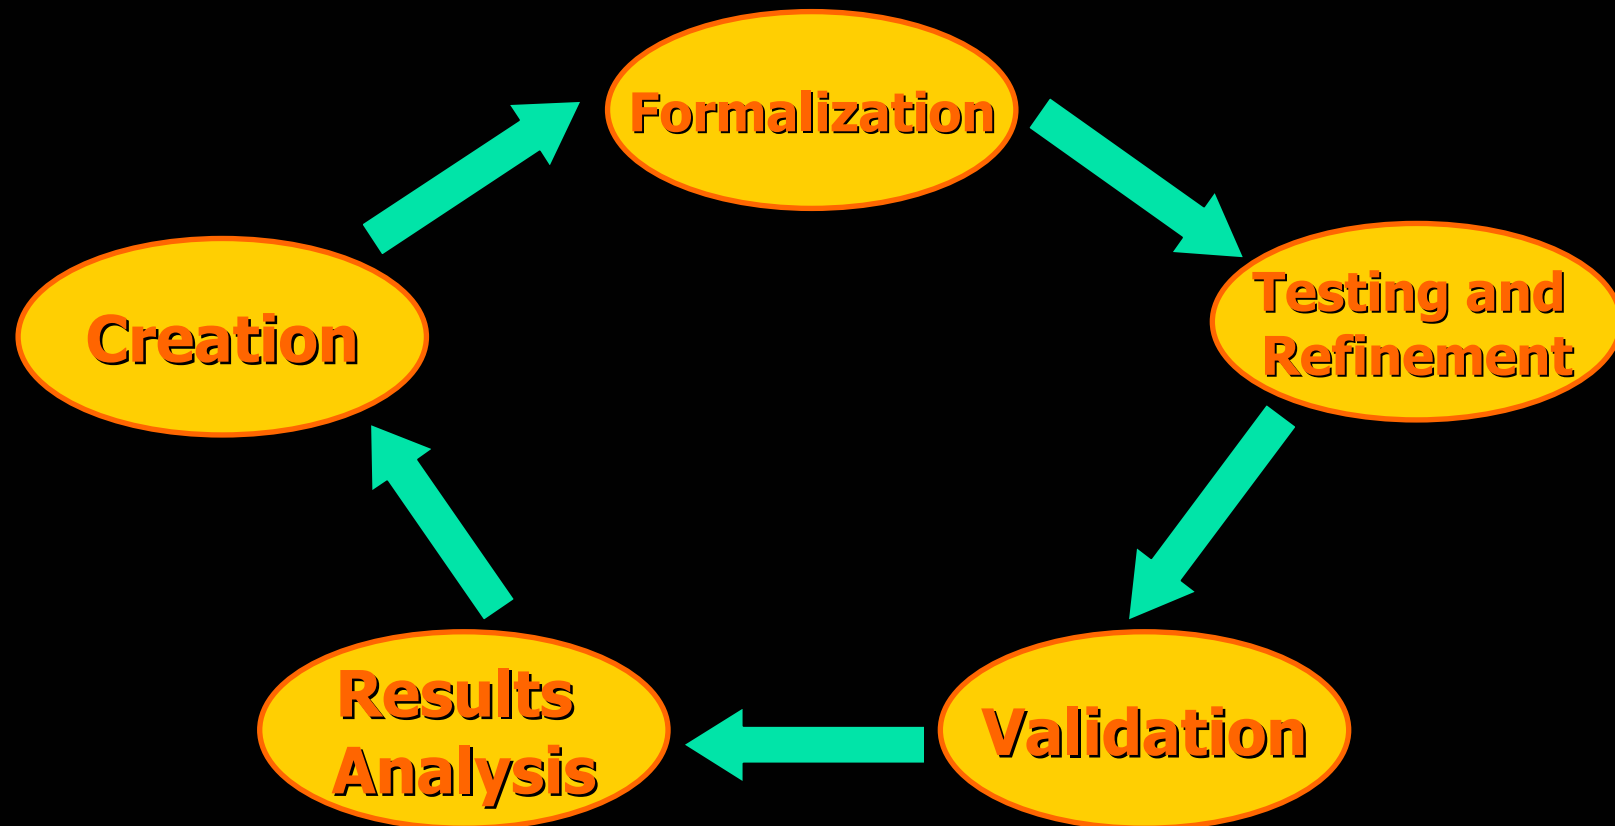 Formalization
Testing and
Refinement
Creation
Results
Analysis
Validation